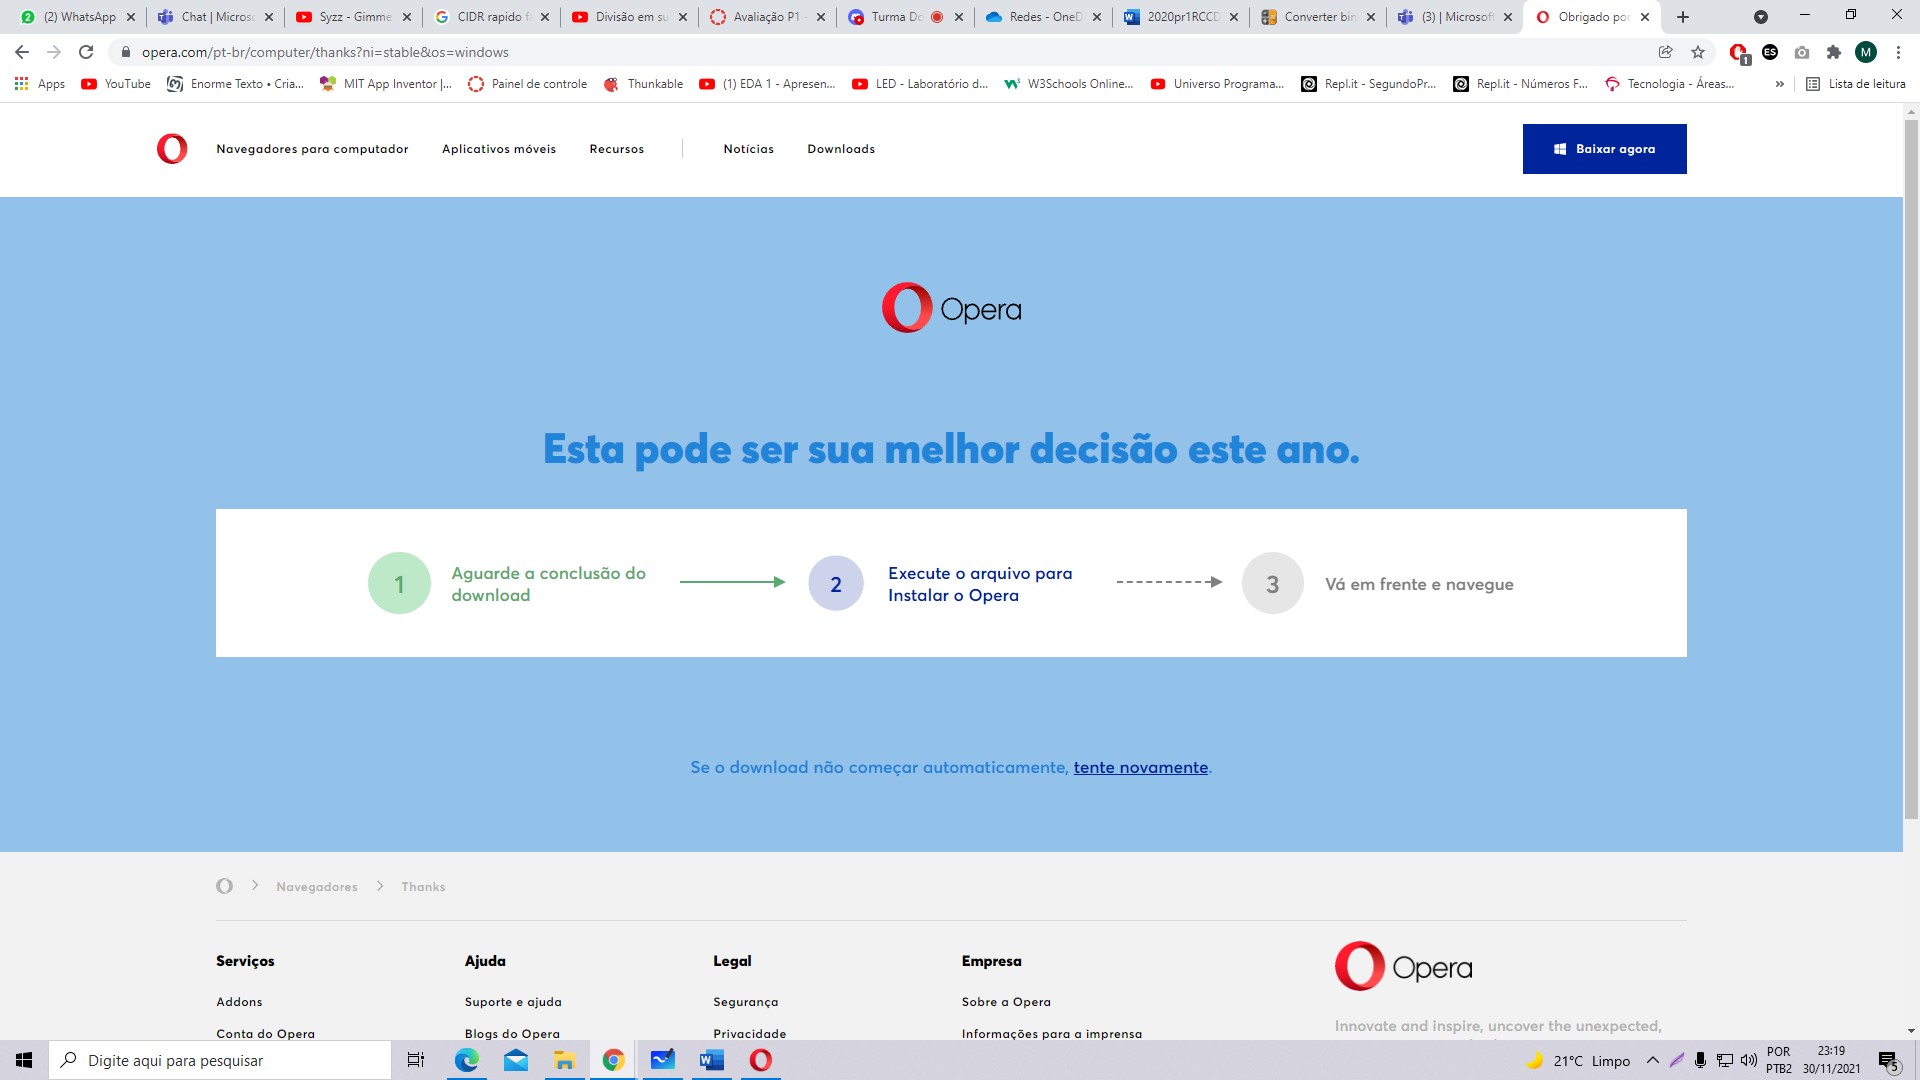 (2) WhatsApp
Chat | Micros
Syzz - Gimme
CIDR rapido fá
Divisão em su
Avaliação P1 -
Turma Do
Redes - OneD
2020pr1RCCD
Converter bin
(3) | Microsoft
Obrigado por
opera.com/pt-br/computer/thanks?ni=stable&os=windows
1
ES
M
Apps
YouTube
Enorme Texto • Cria...
MIT App Inventor |...
Painel de controle
Thunkable
(1) EDA 1 - Apresen...
LED - Laboratório d...
W3Schools Online...
Universo Programa...
Repl.it - SegundoPr...
Repl.it - Números F...
Tecnologia - Áreas...
»
Lista de leitura
Navegadores para computador
Aplicativos móveis
Recursos
Notícias
Downloads
Baixar agora
Opera
Esta pode ser sua melhor decisão este ano.
1
Aguarde a conclusão do
download
2
Execute o arquivo para
Instalar o Opera
3
Vá em frente e navegue
Se o download não começar automaticamente, tente novamente.
Navegadores
Thanks
Serviços
Addons
Conta do Opera
Ajuda
Suporte e ajuda
Blogs do Opera
Legal
Segurança
Privacidade
Empresa
Sobre a Opera
Informações para a imprensa
Opera
Innovate and inspire, uncover the unexpected,
Digite aqui para pesquisar
21°C Limpo
POR
PTB2
23:19
30/11/2021
5